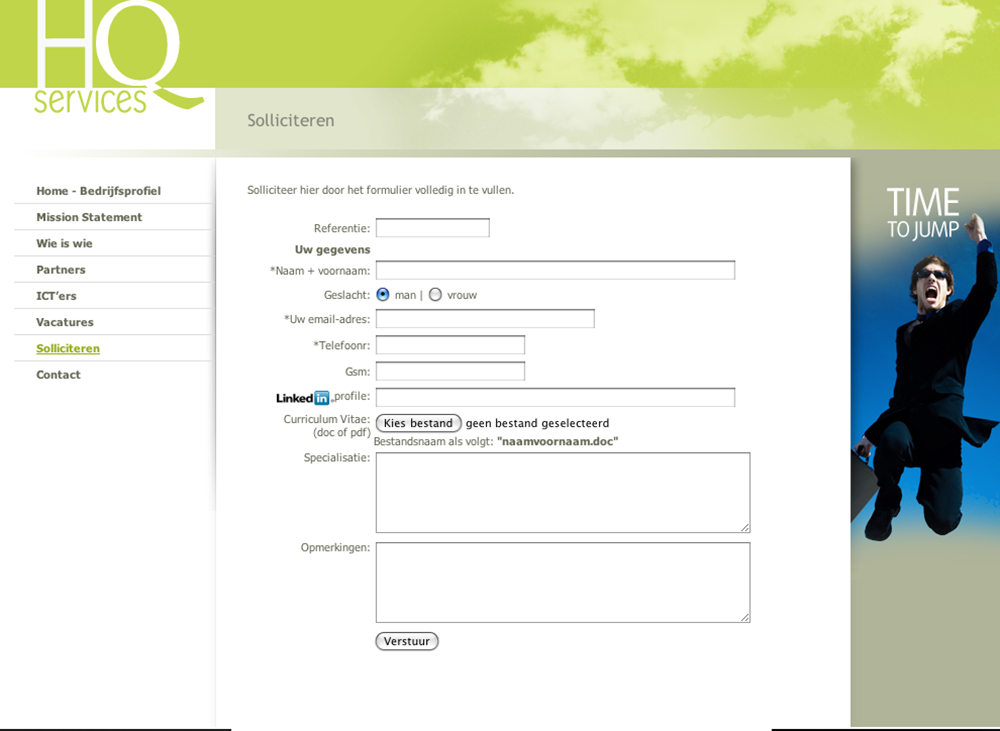 HQ
services
Solliciteren
Home - Bedrijfsprofiel
Mission Statement
Wie is wie
Partners
ICT'ers
Vacatures
Solliciteren
Contact
Solliciteer hier door het formulier volledig in te vullen.
Referentie:
Uw gegevens
*Naam + voornaam:
Geslacht: man | vrouw
*Uw email-adres:
*Telefoonr:
Gsm:
Linked in profile:
Curriculum Vitae: Kies bestand geen bestand geselecteerd
(doc of pdf) Bestandsnaam als volgt: "naamvoornaam.doc"
Specialisatie:
Opmerkingen:
Verstuur
TIME
TO JUMP